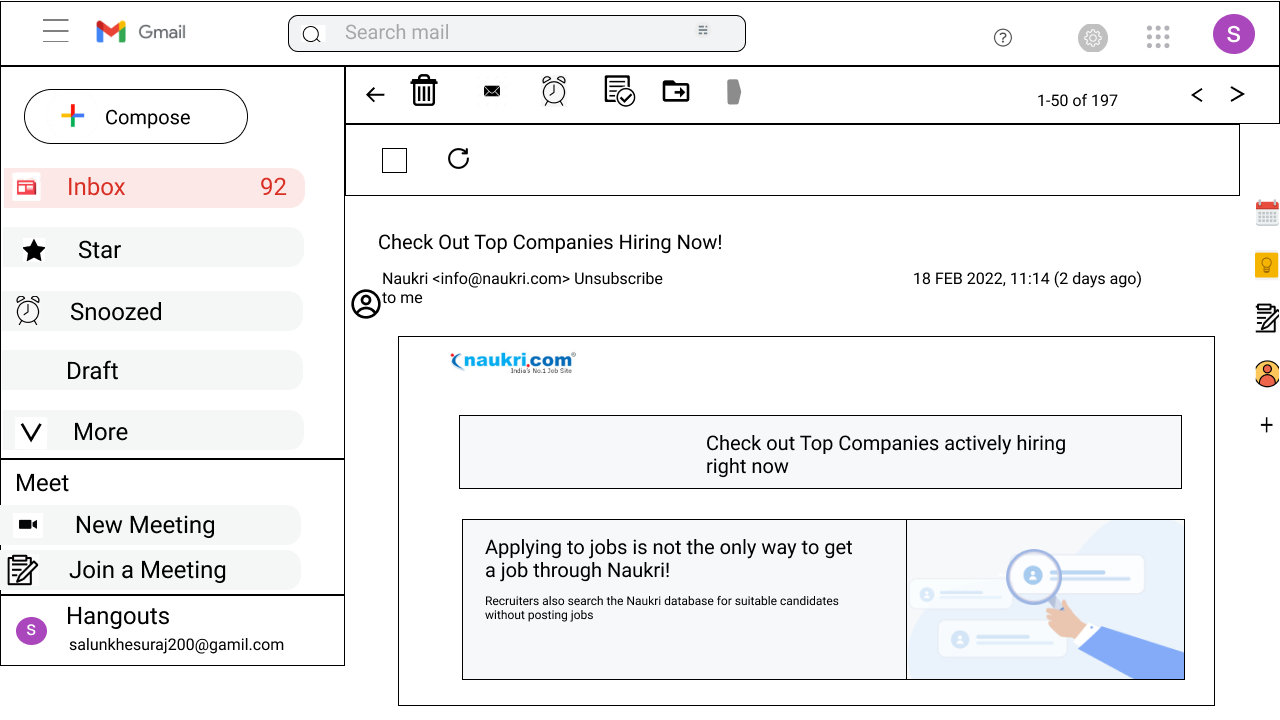 Gmail
Search mail
?
S
Compose
1-50 of 197
< >
Inbox 92
Star
Snoozed
Draft
More
Meet
New Meeting
Join a Meeting
S
Hangouts
salunkhesuraj200@gamil.com
Check Out Top Companies Hiring Now!
Naukri <info@naukri.com> Unsubscribe
18 FEB 2022, 11:14 (2 days ago)
to me
naukri.com®
India's No.1 Job Site
Check out Top Companies actively hiring
right now
Applying to jobs is not the only way to get
a job through Naukri!
Recruiters also search the Naukri database for suitable candidates
without posting jobs
+